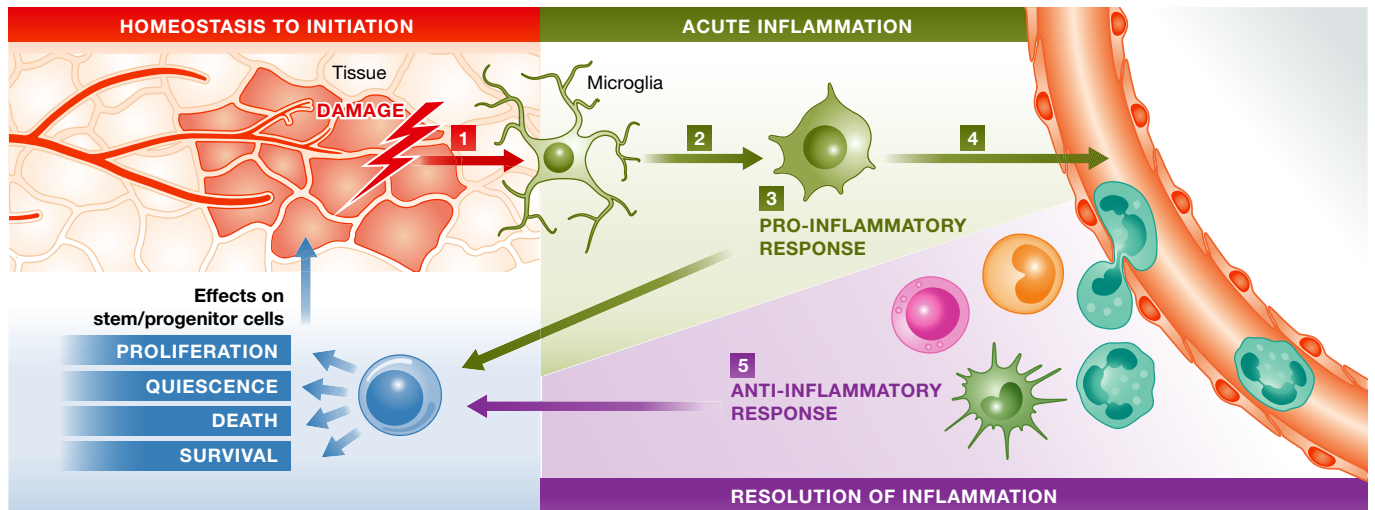 HOMEOSTASIS TO INITIATION
ACUTE INFLAMMATION
Tissue
DAMAGE
1
Microglia
2
4
3
PRO-INFLAMMATORY
RESPONSE
Effects on
stem/progenitor cells
PROLIFERATION
QUIESCENCE
DEATH
SURVIVAL
5
ANTI-INFLAMMATORY
RESPONSE
RESOLUTION OF INFLAMMATION